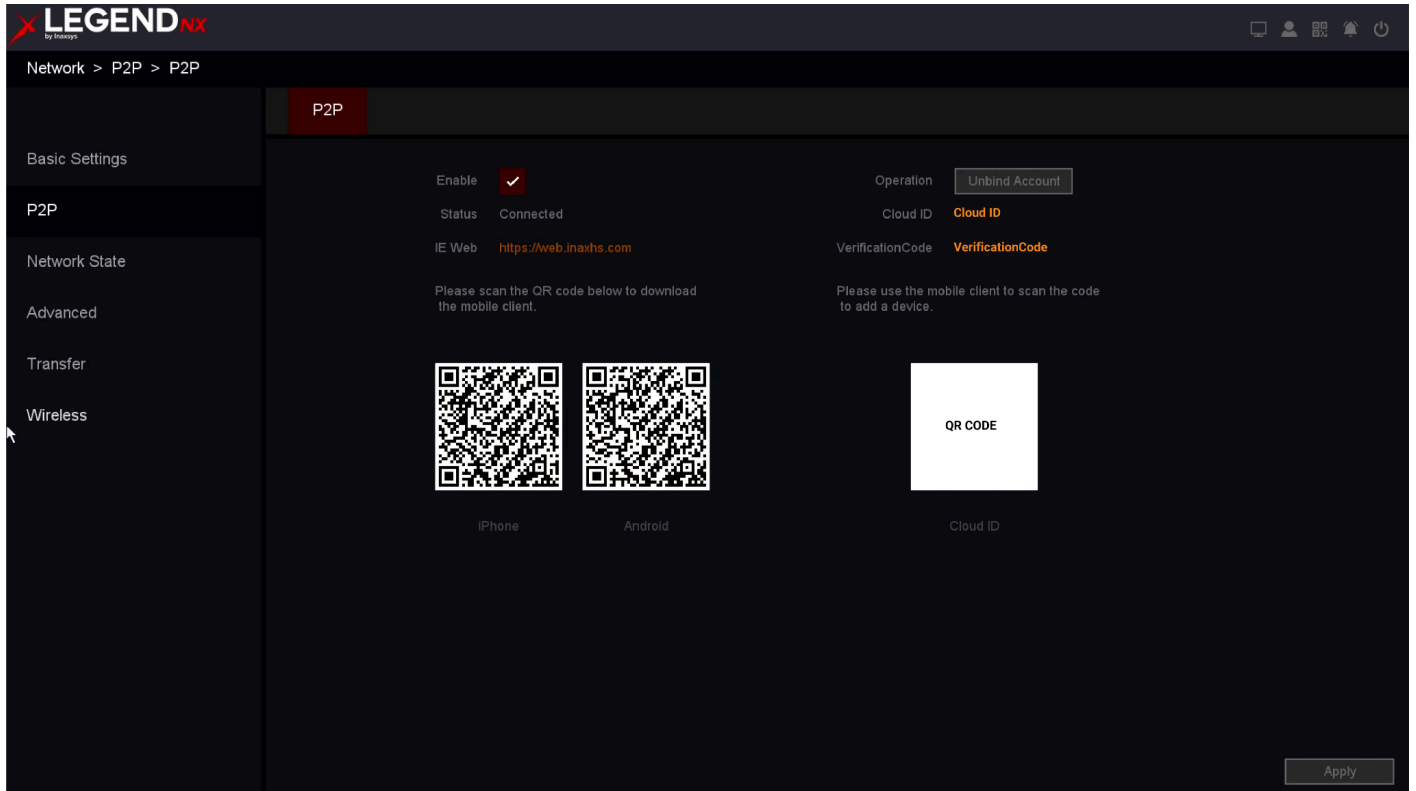 LEGEND NX
by Inaxsys
Network > P2P > P2P
P2P
Basic Settings
P2P
Network State
Advanced
Transfer
Wireless
Enable
Status Connected
IE Web https://web.inaxhs.com
Please scan the QR code below to download
the mobile client.
iPhone Android
Operation Unbind Account
Cloud ID Cloud ID
VerificationCode VerificationCode
Please use the mobile client to scan the code
to add a device.
QR CODE
Cloud ID
Apply